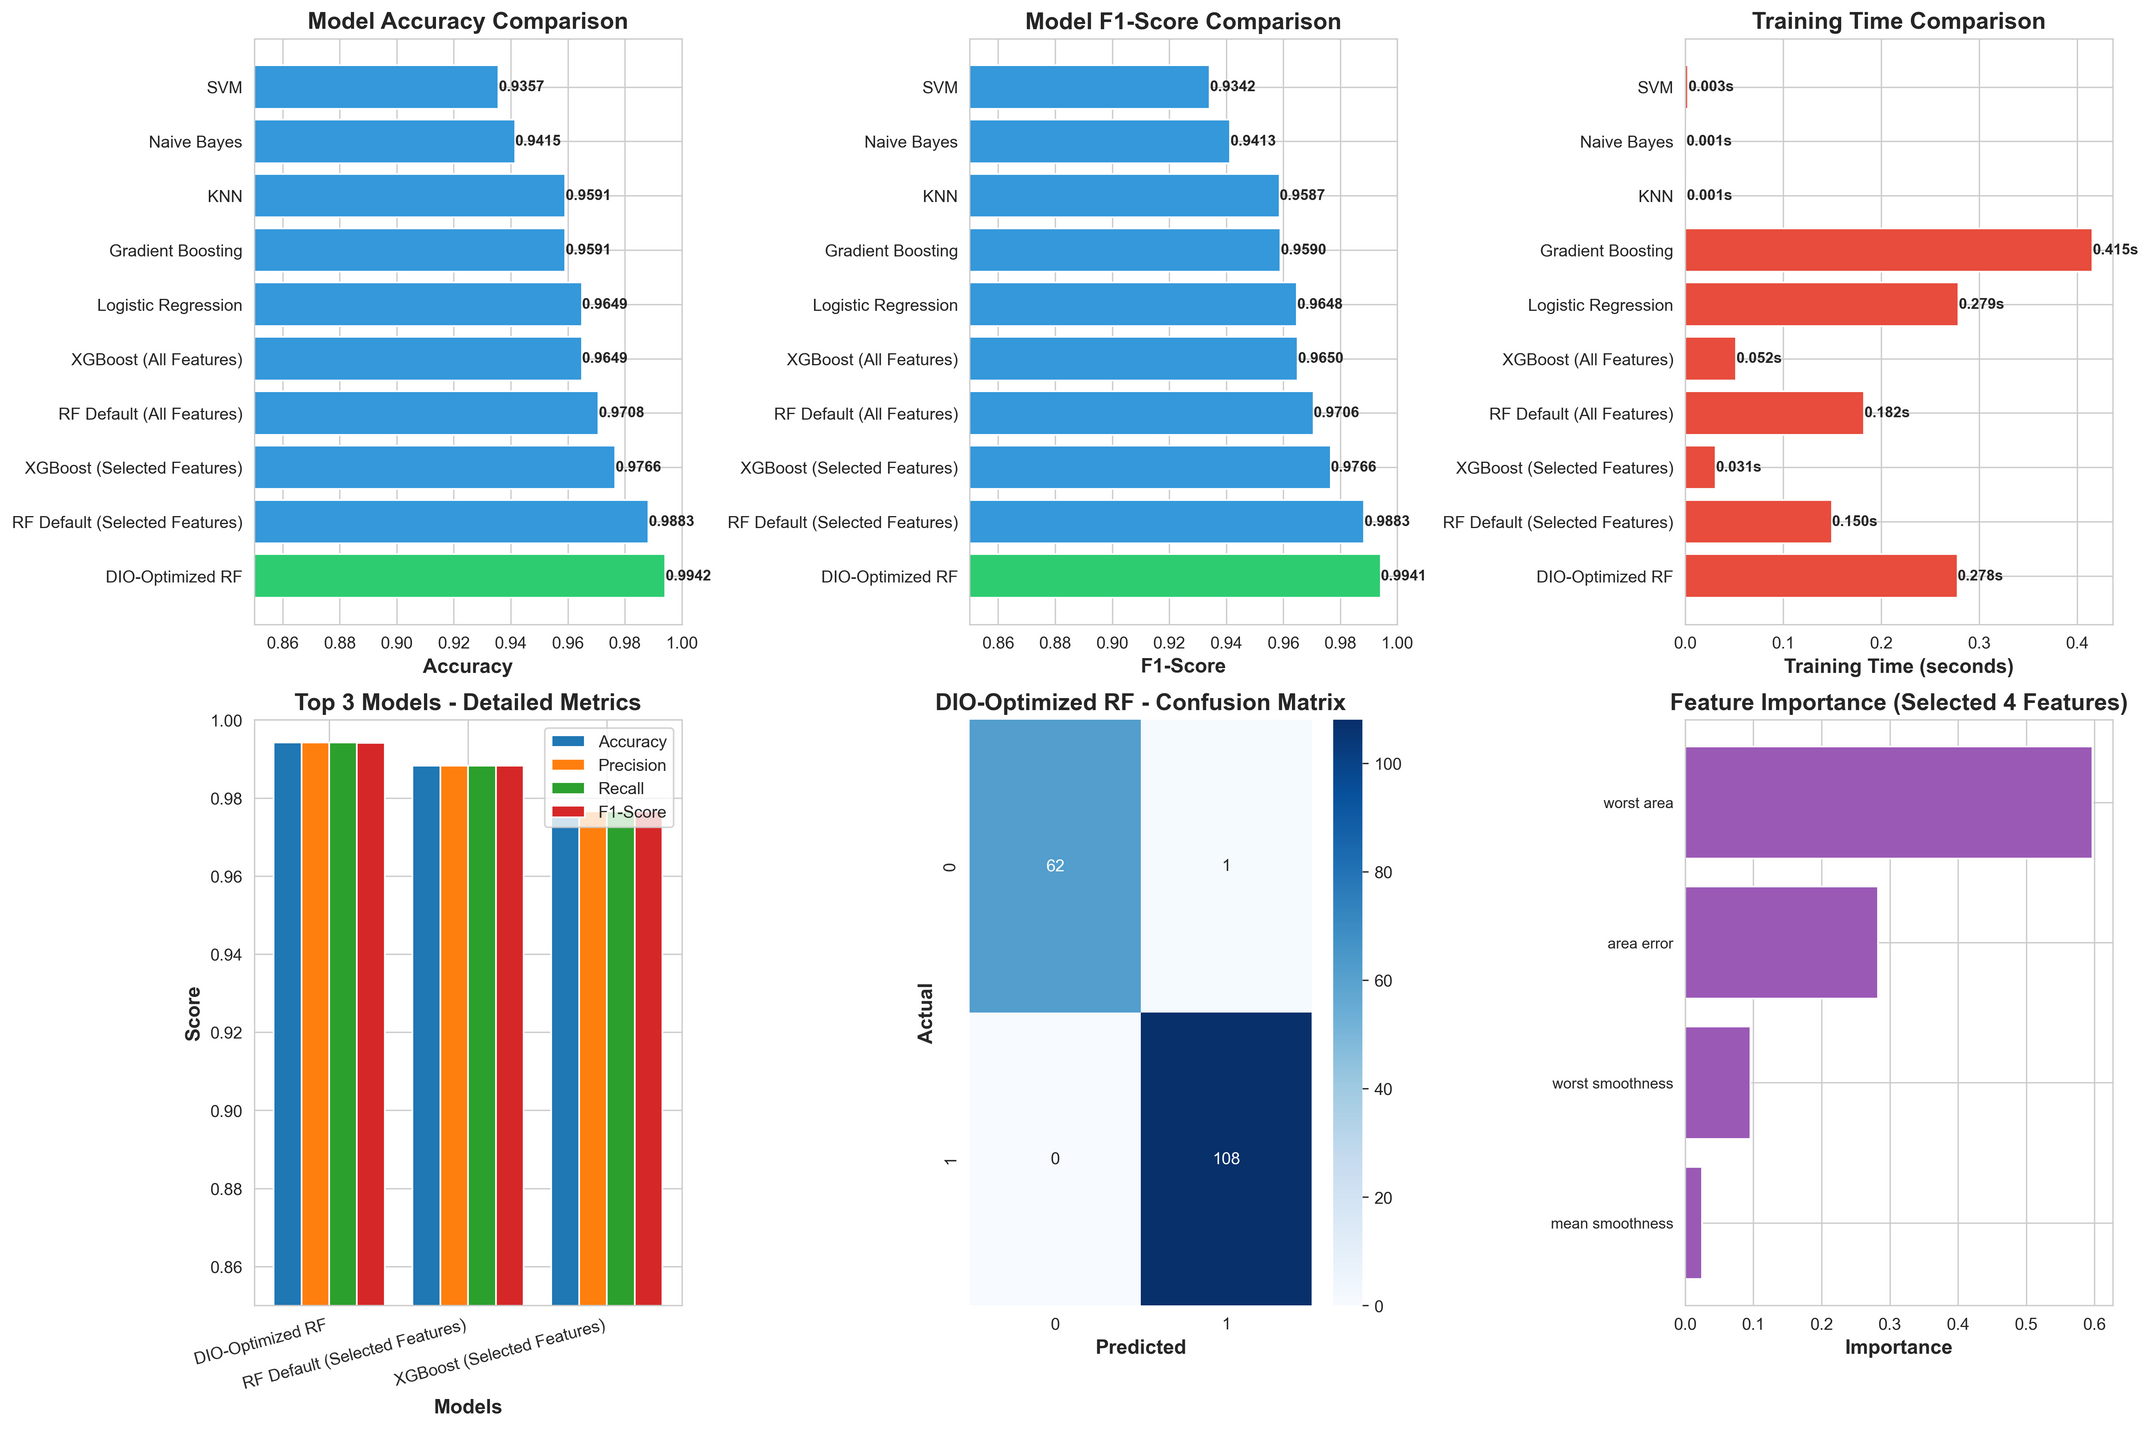 Model Accuracy Comparison
SVM
0.9357
Naive Bayes
0.9415
KNN
0.9591
Gradient Boosting
0.9591
Logistic Regression
0.9649
XGBoost (All Features)
0.9649
RF Default (All Features)
0.9708
XGBoost (Selected Features)
0.9766
RF Default (Selected Features)
0.9883
DIO-Optimized RF
0.9942
0.86 0.88 0.90 0.92 0.94 0.96 0.98 1.00
Accuracy
Model F1-Score Comparison
SVM
0.9342
Naive Bayes
0.9413
KNN
0.9587
Gradient Boosting
0.9590
Logistic Regression
0.9648
XGBoost (All Features)
0.9650
RF Default (All Features)
0.9706
XGBoost (Selected Features)
0.9766
RF Default (Selected Features)
0.9883
DIO-Optimized RF
0.9941
0.86 0.88 0.90 0.92 0.94 0.96 0.98 1.00
F1-Score
Training Time Comparison
SVM
0.003s
Naive Bayes
0.001s
KNN
0.001s
Gradient Boosting
0.415s
Logistic Regression
0.279s
XGBoost (All Features)
0.052s
RF Default (All Features)
0.182s
XGBoost (Selected Features)
0.031s
RF Default (Selected Features)
0.150s
DIO-Optimized RF
0.278s
0.0 0.1 0.2 0.3 0.4
Training Time (seconds)
Top 3 Models - Detailed Metrics
Accuracy
Precision
Recall
F1-Score
1.00
0.98
0.96
0.94
0.92
0.90
0.88
0.86
Score
DIO-Optimized RF
RF Default (Selected Features)
XGBoost (Selected Features)
Models
DIO-Optimized RF - Confusion Matrix
0
62
1
1
0
108
Actual
0 1
Predicted
100
80
60
40
20
0
Feature Importance (Selected 4 Features)
worst area
area error
worst smoothness
mean smoothness
0.0 0.1 0.2 0.3 0.4 0.5 0.6
Importance